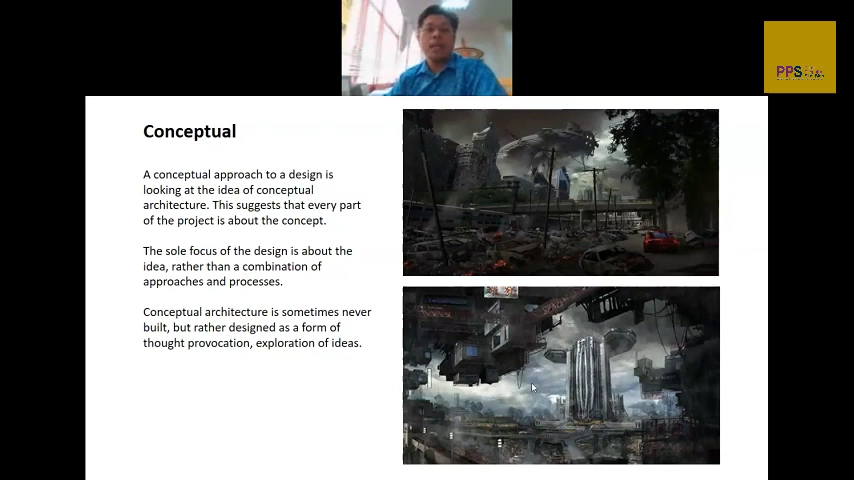 PPS
Conceptual
A conceptual approach to a design is
looking at the idea of conceptual
architecture. This suggests that every part
of the project is about the concept.
The sole focus of the design is about the
idea, rather than a combination of
approaches and processes.
Conceptual architecture is sometimes never
built, but rather designed as a form of
thought provocation, exploration of ideas.